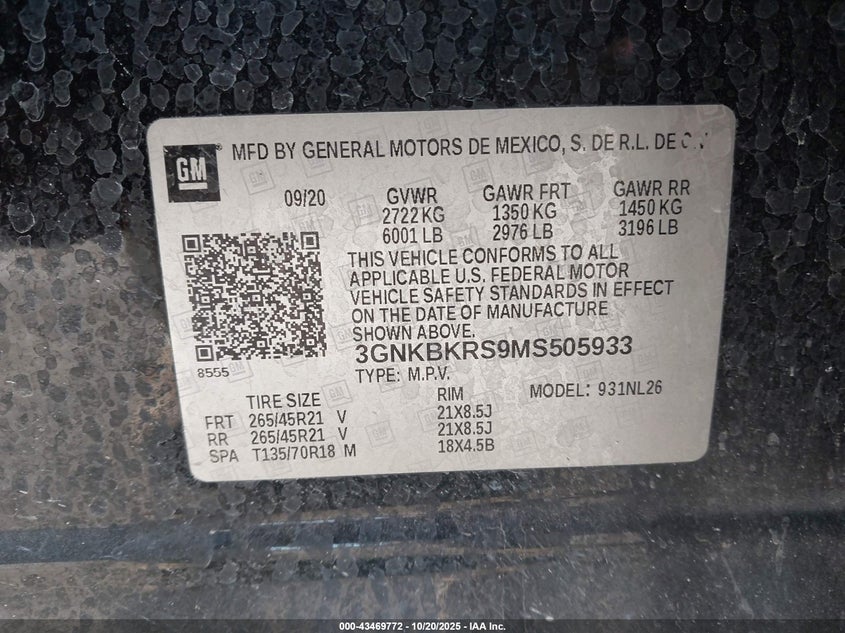 GM ® MFD BY GENERAL MOTORS DE MEXICO, S. DE R.L. DE
09/20 GVWR GAWR FRT GAWR RR
2722 KG 1350 KG 1450 KG
6001 LB 2976 LB 3196 LB
THIS VEHICLE CONFORMS TO ALL
APPLICABLE U.S. FEDERAL MOTOR
VEHICLE SAFETY STANDARDS IN EFFECT
ON THE DATE OF MANUFACTURE
SHOWN ABOVE.
8555
3GNKBKRS9MS505933
TYPE: M.P.V. MODEL: 931NL26
TIRE SIZE RIM
FRT 265/45R21 V 21X8.5J
RR 265/45R21 V 21X8.5J
SPA T135/70R18 M 18X4.5B
000-43469772 - 10/20/2025 - IAA Inc.